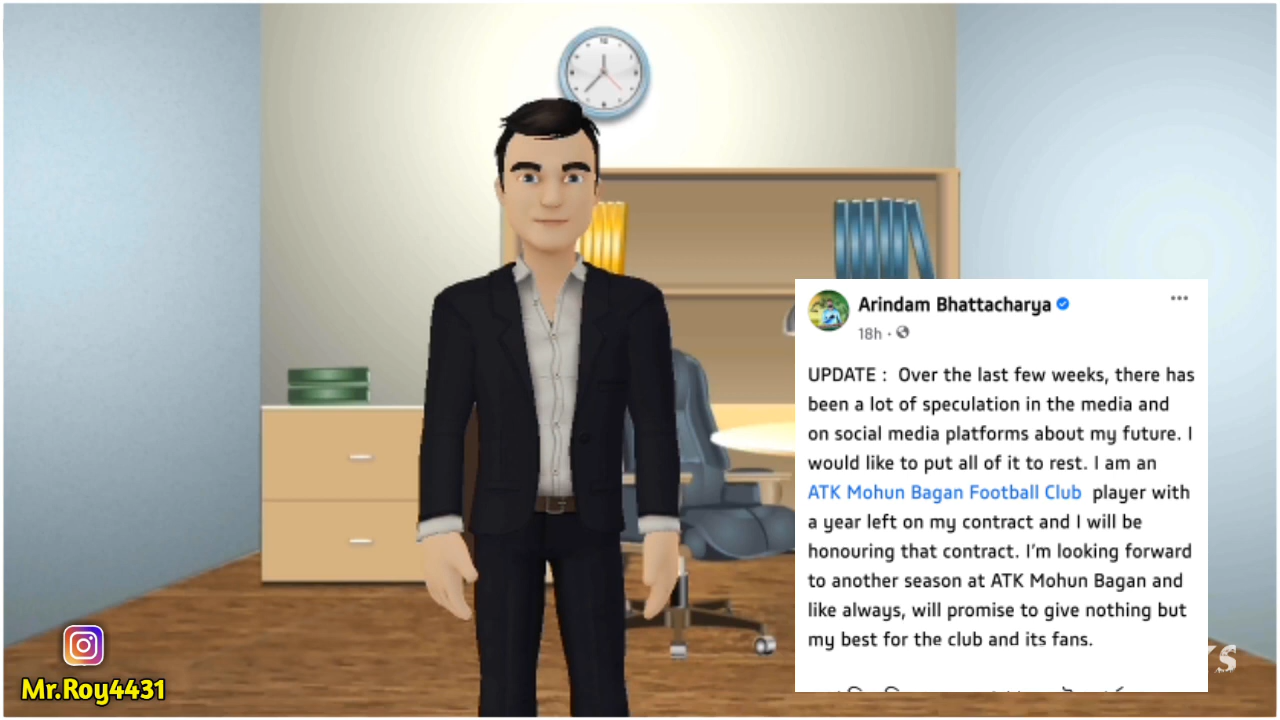 Arindam Bhattacharya
18h
UPDATE : Over the last few weeks, there has
been a lot of speculation in the media and
on social media platforms about my future. I
would like to put all of it to rest. I am an
ATK Mohun Bagan Football Club player with
a year left on my contract and I will be
honouring that contract. I'm looking forward
to another season at ATK Mohun Bagan and
like always, will promise to give nothing but
my best for the club and its fans.
Mr.Roy4431